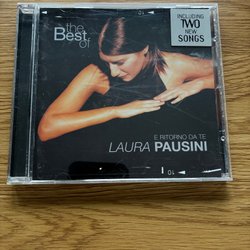 the
Best
of
INCLUDING
TWO
NEW
SONGS
E RITORNO DA TE
LAURA PAUSINI